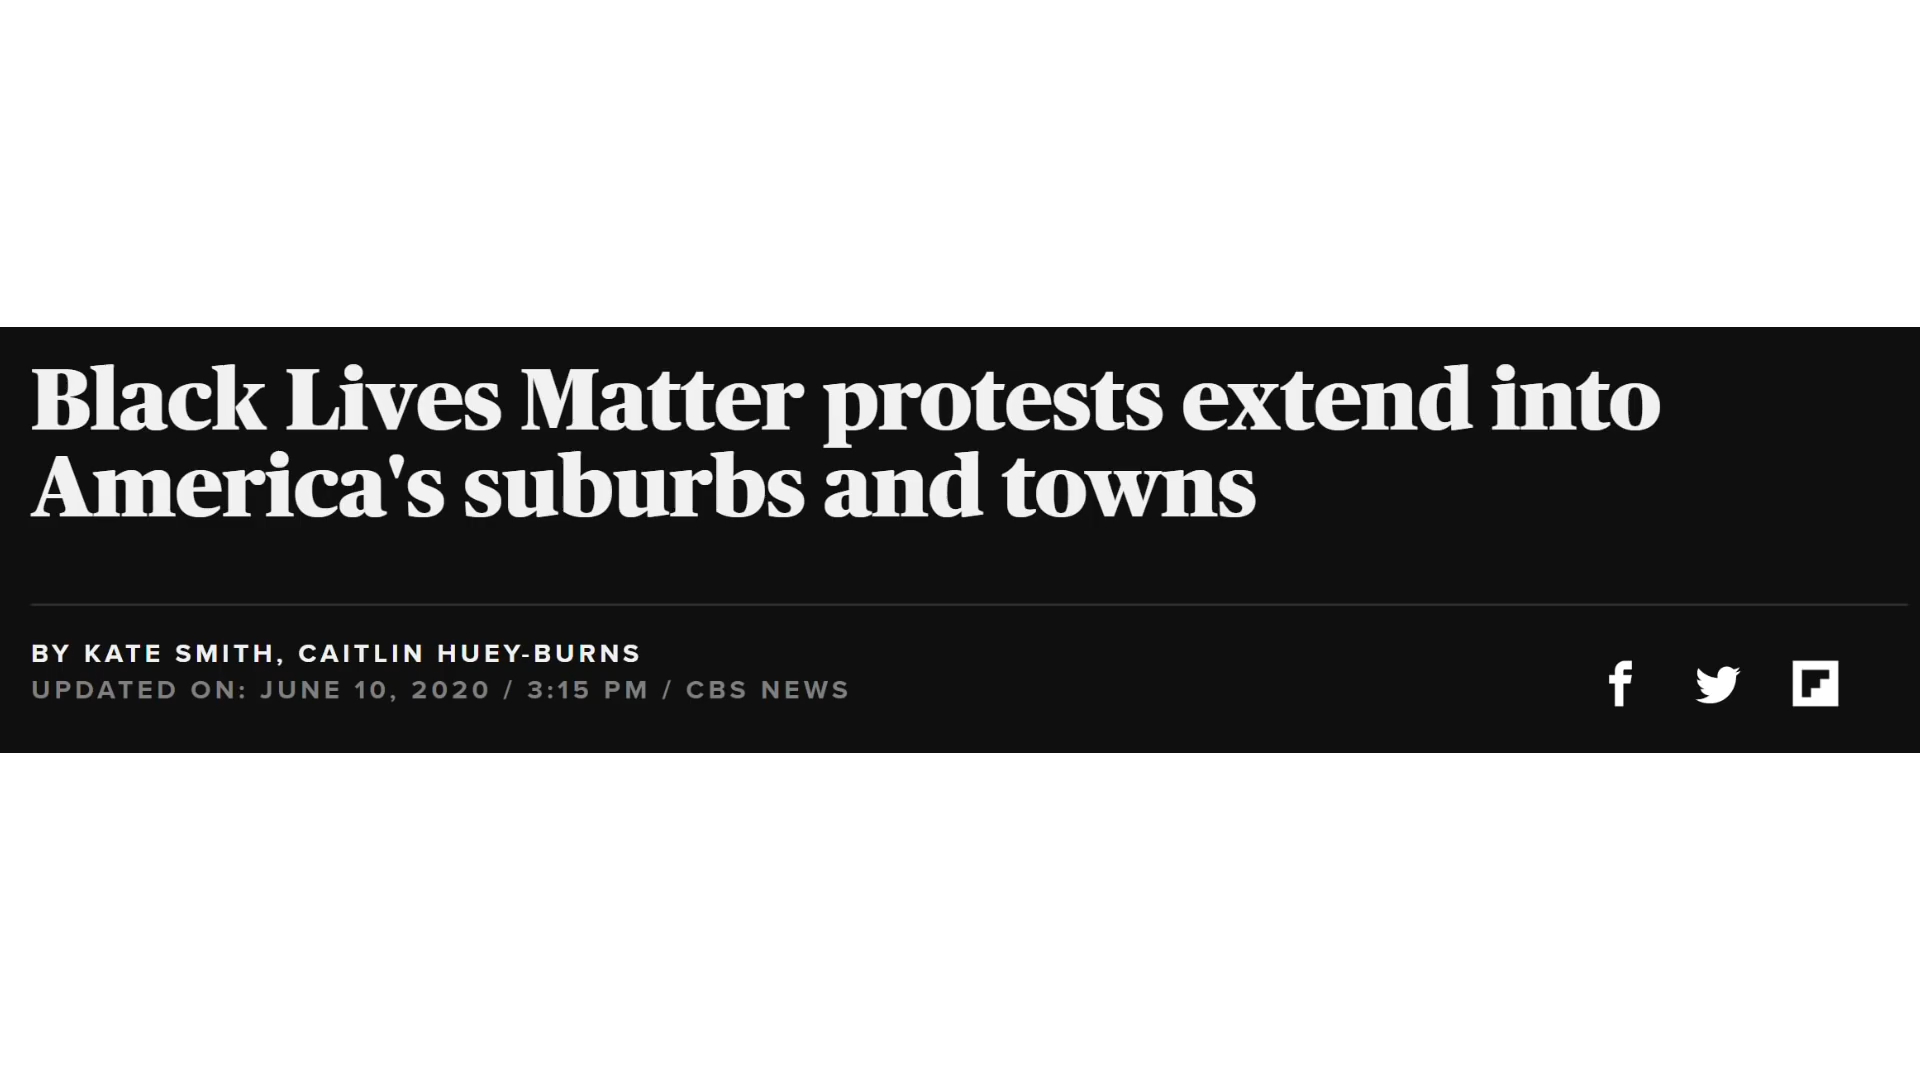 Black Lives Matter protests extend into
America's suburbs and towns
BY KATE SMITH, CAITLIN HUEY-BURNS
UPDATED ON: JUNE 10, 2020 / 3:15 PM / CBS NEWS